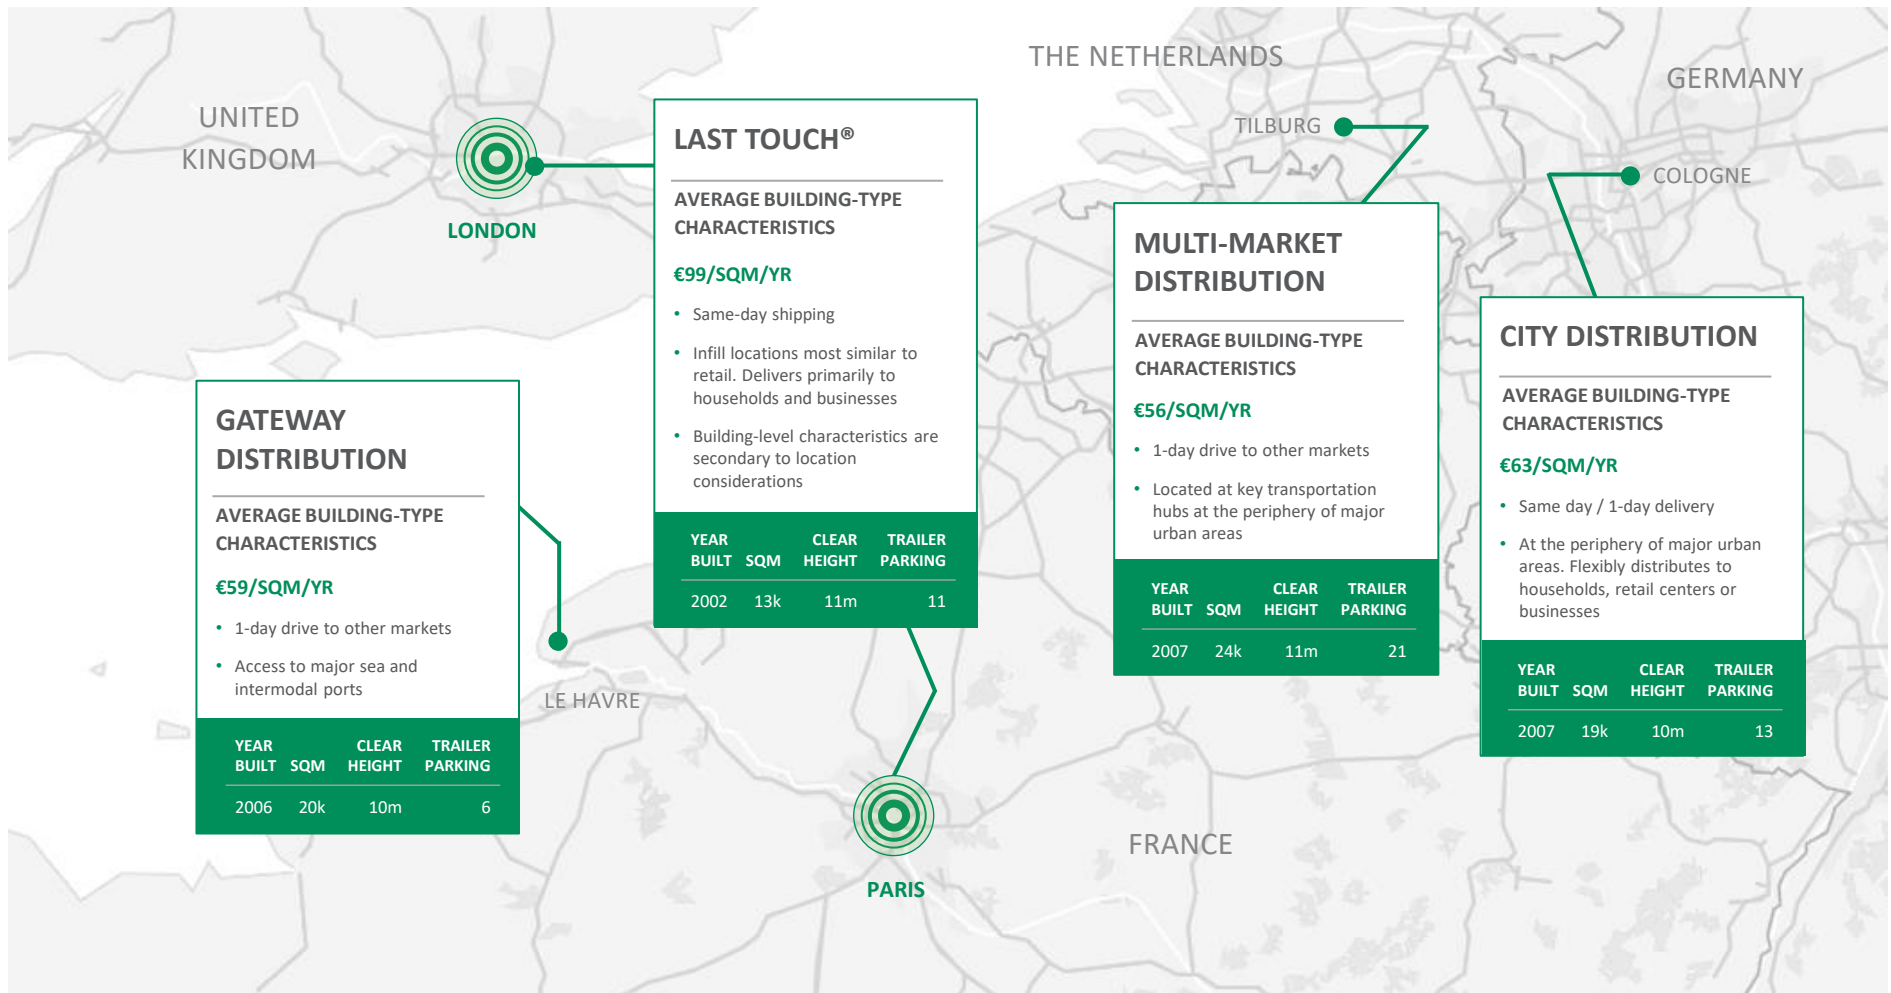 THE NETHERLANDS
GERMANY
UNITED
KINGDOM
TILBURG
COLOGNE
LONDON
LE HAVRE
FRANCE
PARIS
GATEWAY
DISTRIBUTION
AVERAGE BUILDING-TYPE
CHARACTERISTICS
€59/SQM/YR
• 1-day drive to other markets
• Access to major sea and
intermodal ports
YEAR CLEAR TRAILER
BUILT SQM HEIGHT PARKING
2006 20k 10m 6
LAST TOUCH®
AVERAGE BUILDING-TYPE
CHARACTERISTICS
€99/SQM/YR
• Same-day shipping
• Infill locations most similar to
retail. Delivers primarily to
households and businesses
• Building-level characteristics are
secondary to location
considerations
YEAR CLEAR TRAILER
BUILT SQM HEIGHT PARKING
2002 13k 11m 11
MULTI-MARKET
DISTRIBUTION
AVERAGE BUILDING-TYPE
CHARACTERISTICS
€56/SQM/YR
• 1-day drive to other markets
• Located at key transportation
hubs at the periphery of major
urban areas
YEAR CLEAR TRAILER
BUILT SQM HEIGHT PARKING
2007 24k 11m 21
CITY DISTRIBUTION
AVERAGE BUILDING-TYPE
CHARACTERISTICS
€63/SQM/YR
• Same day / 1-day delivery
• At the periphery of major urban
areas. Flexibly distributes to
households, retail centers or
businesses
YEAR CLEAR TRAILER
BUILT SQM HEIGHT PARKING
2007 19k 10m 13